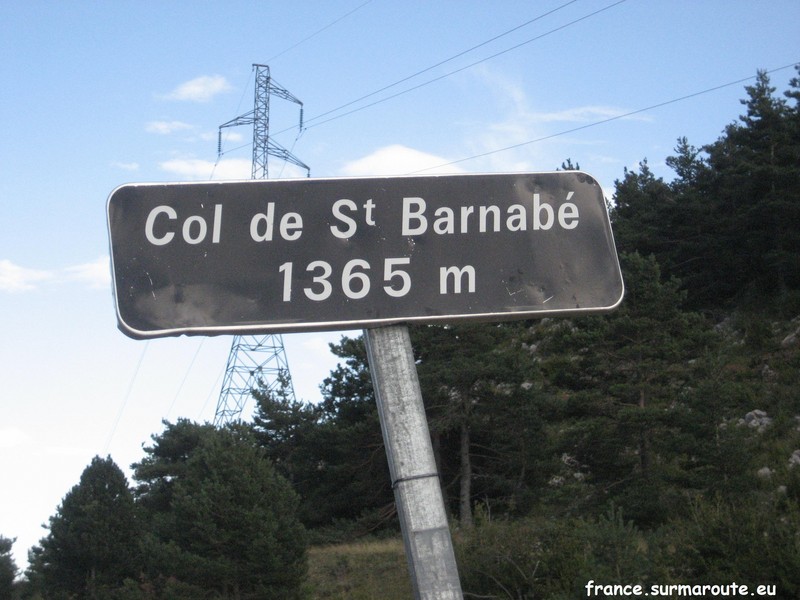 Col de St Barnabé
1365 m
france.surmaroute.eu